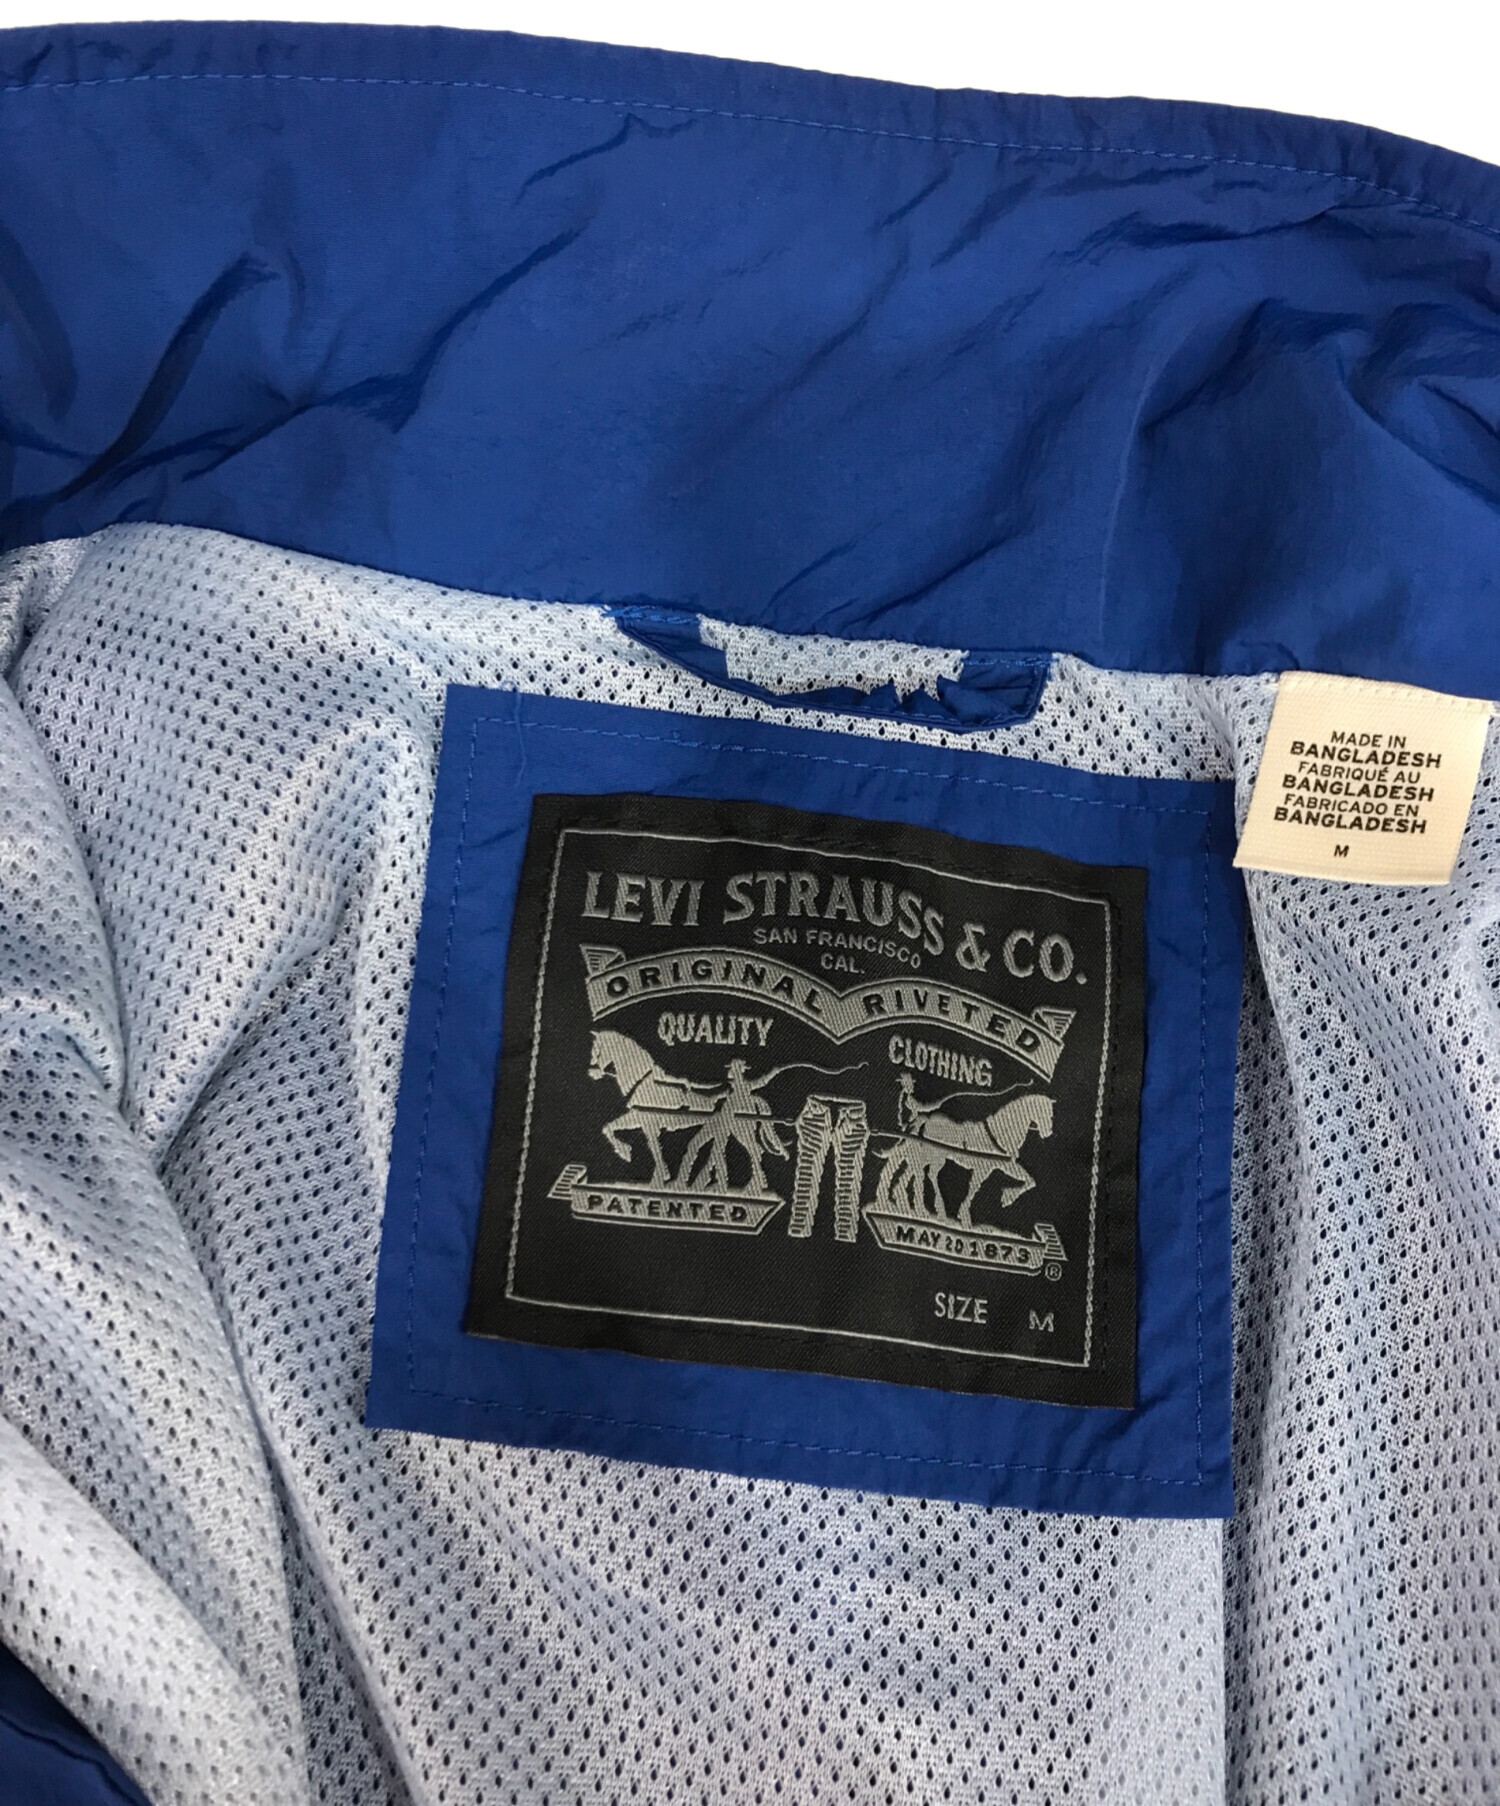 LEVI STRAUSS & CO.
SAN FRANCISCO
CAL.
ORIGINAL RIVETED
QUALITY CLOTHING
PATENTED MAY 20 1873
®
SIZE M
MADE IN
BANGLADESH
FABRIQUÉ AU
BANGLADESH
FABRICADO EN
BANGLADESH
M